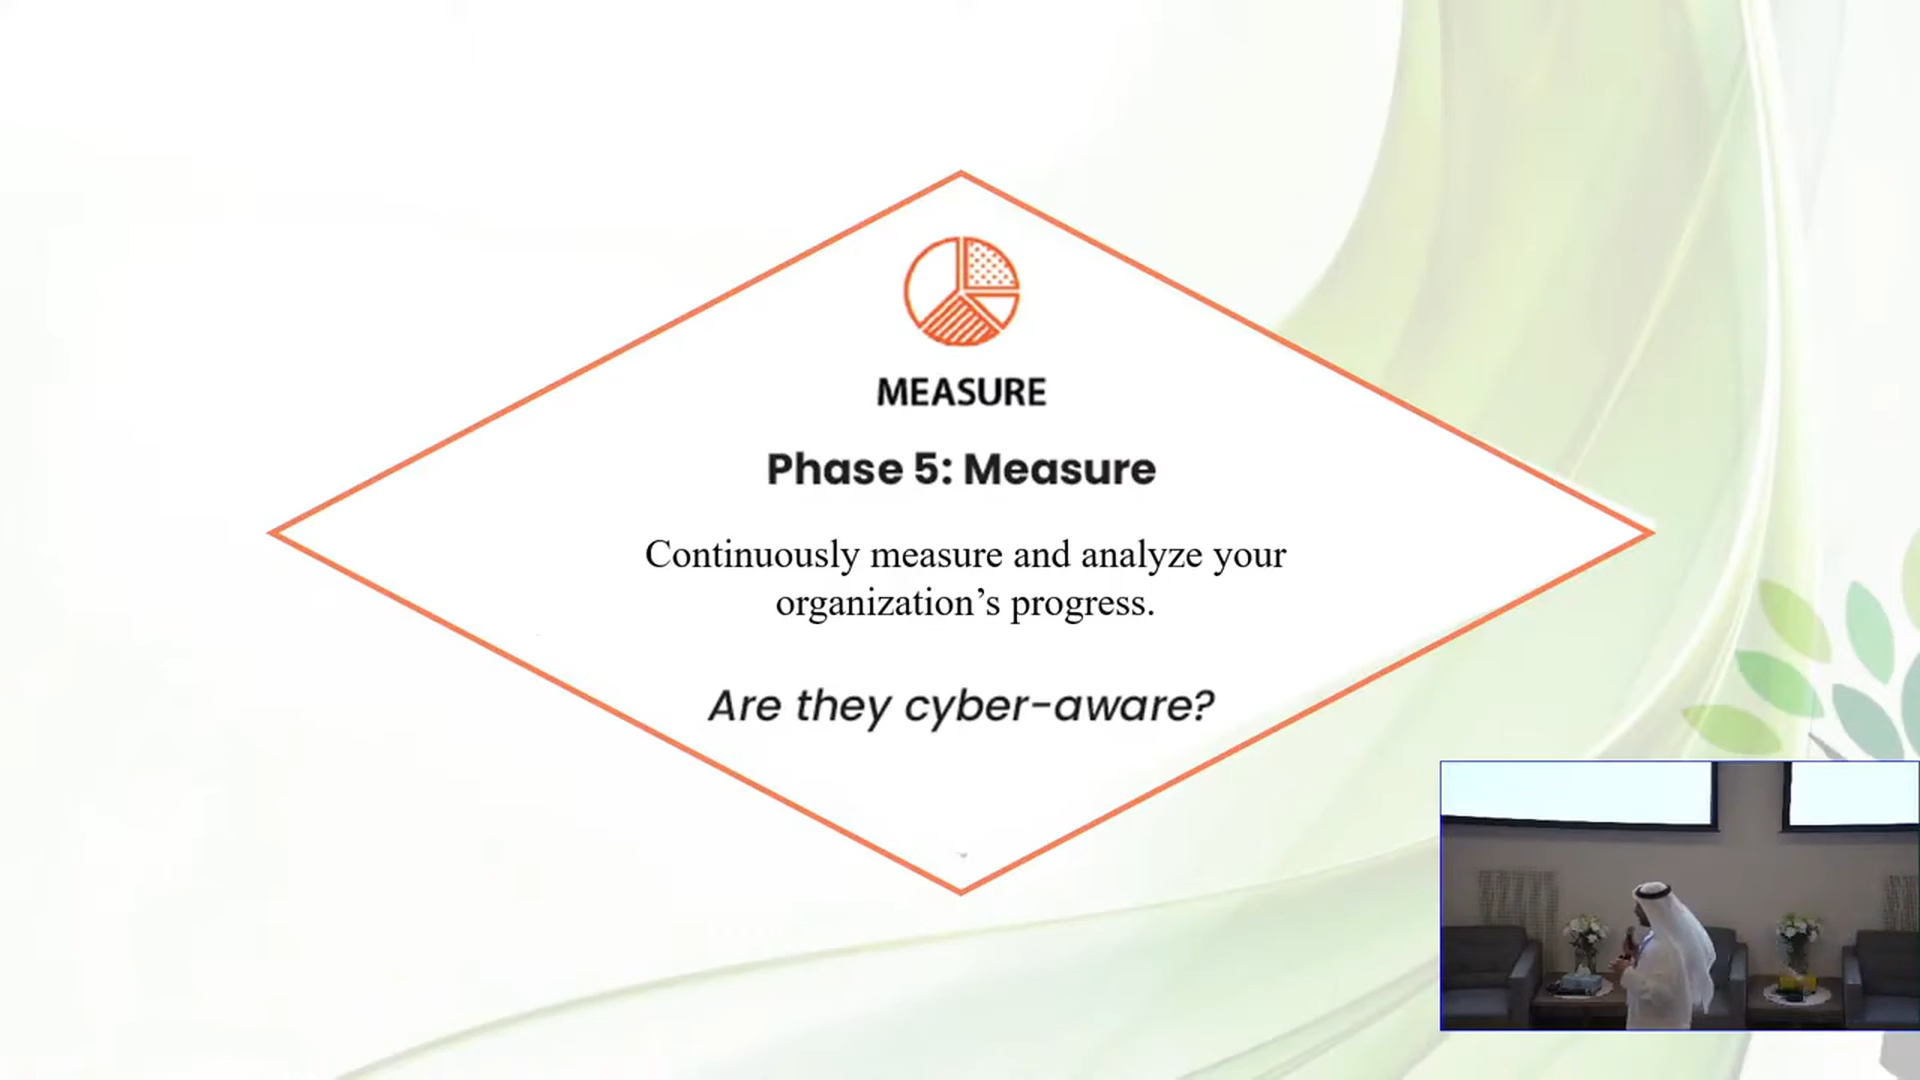 MEASURE
Phase 5: Measure
Continuously measure and analyze your
organization’s progress.
Are they cyber-aware?